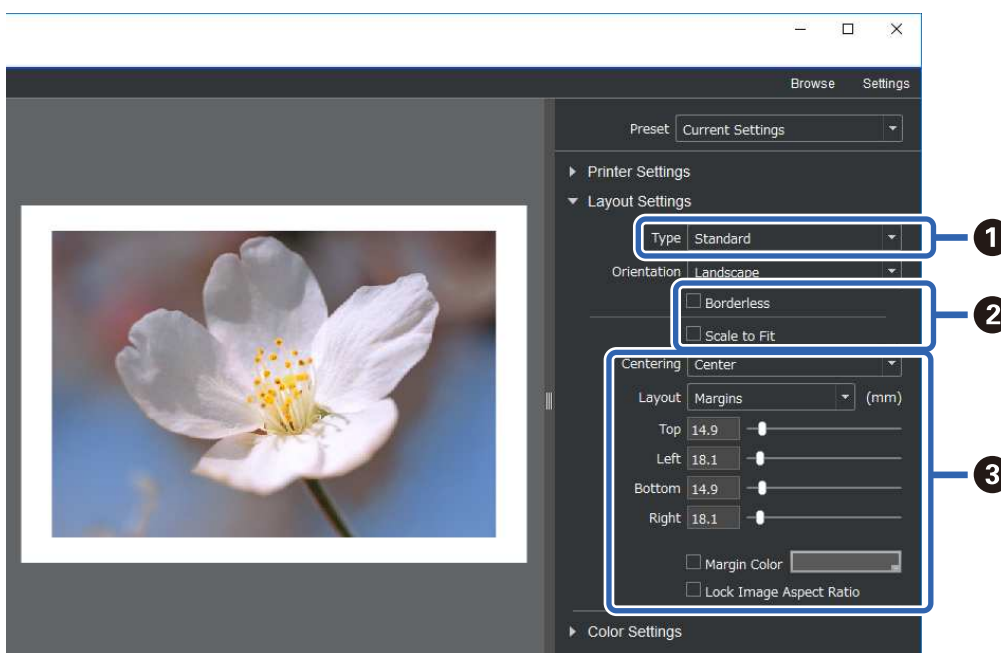 Browse Settings
Preset Current Settings
Printer Settings
Layout Settings
Type Standard
1
Orientation Landscape
Borderless
2
Scale to Fit
Centering Center
Layout Margins (mm)
Top 14.9
Left 18.1
3
Bottom 14.9
Right 18.1
Margin Color
Lock Image Aspect Ratio
Color Settings